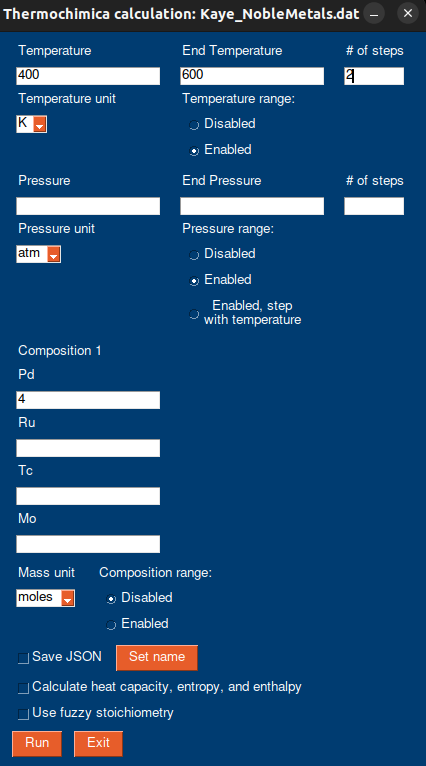 Thermochimica calculation: Kaye_NobleMetals.dat
Temperature End Temperature # of steps
400 600 2
Temperature unit Temperature range:
K Disabled
Enabled
Pressure End Pressure # of steps
Pressure unit Pressure range:
atm Disabled
Enabled
Enabled, step
with temperature
Composition 1
Pd
4
Ru
Tc
Mo
Mass unit Composition range:
moles Disabled
Enabled
Save JSON Set name
Calculate heat capacity, entropy, and enthalpy
Use fuzzy stoichiometry
Run Exit